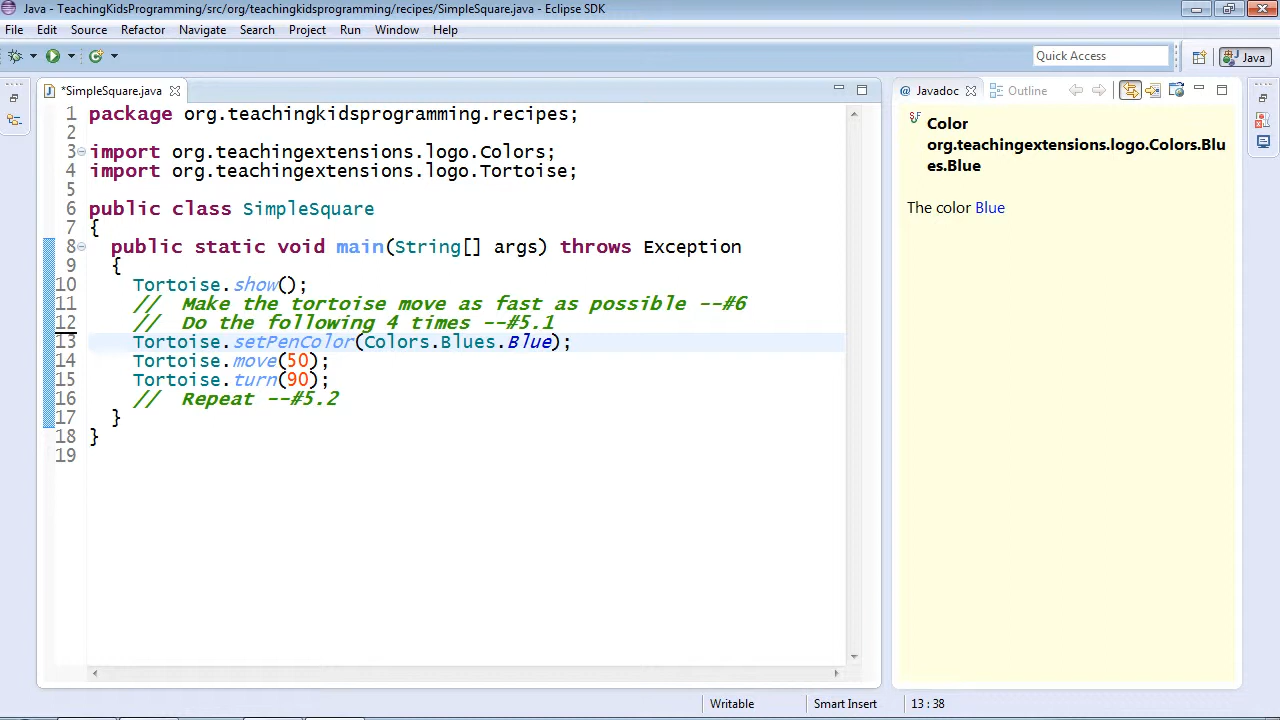 Java - TeachingKidsProgramming/src/org/teachingkidsprogramming/recipes/SimpleSquare.java - Eclipse SDK
File Edit Source Refactor Navigate Search Project Run Window Help
Quick Access
Java
*SimpleSquare.java
1 package org.teachingkidsprogramming.recipes;
2
3 import org.teachingextensions.logo.Colors;
4 import org.teachingextensions.logo.Tortoise;
5
6 public class SimpleSquare
7 {
8 public static void main(String[] args) throws Exception
9 {
10 Tortoise.show();
11 // Make the tortoise move as fast as possible --#6
12 // Do the following 4 times --#5.1
13 Tortoise.setPenColor(Colors.Blues.Blue);
14 Tortoise.move(50);
15 Tortoise.turn(90);
16 // Repeat --#5.2
17 }
18 }
19
@ Javadoc Outline
Color
org.teachingextensions.logo.Colors.Blu
es.Blue
The color Blue
Writable Smart Insert 13 : 38